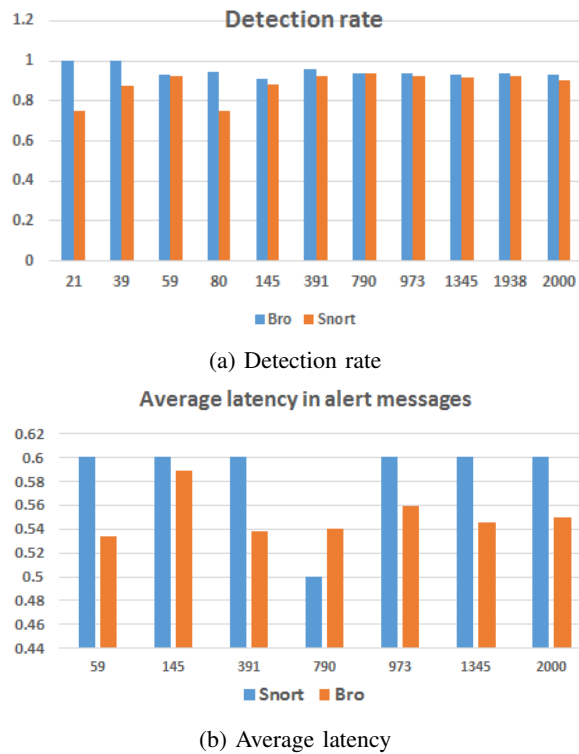 Detection rate
1.2
1
0.8
0.6
0.4
0.2
0
21 39 59 80 145 391 790 973 1345 1938 2000
Bro Snort
(a) Detection rate
Average latency in alert messages
0.62
0.6
0.58
0.56
0.54
0.52
0.5
0.48
0.46
0.44
59 145 391 790 973 1345 2000
Snort Bro
(b) Average latency